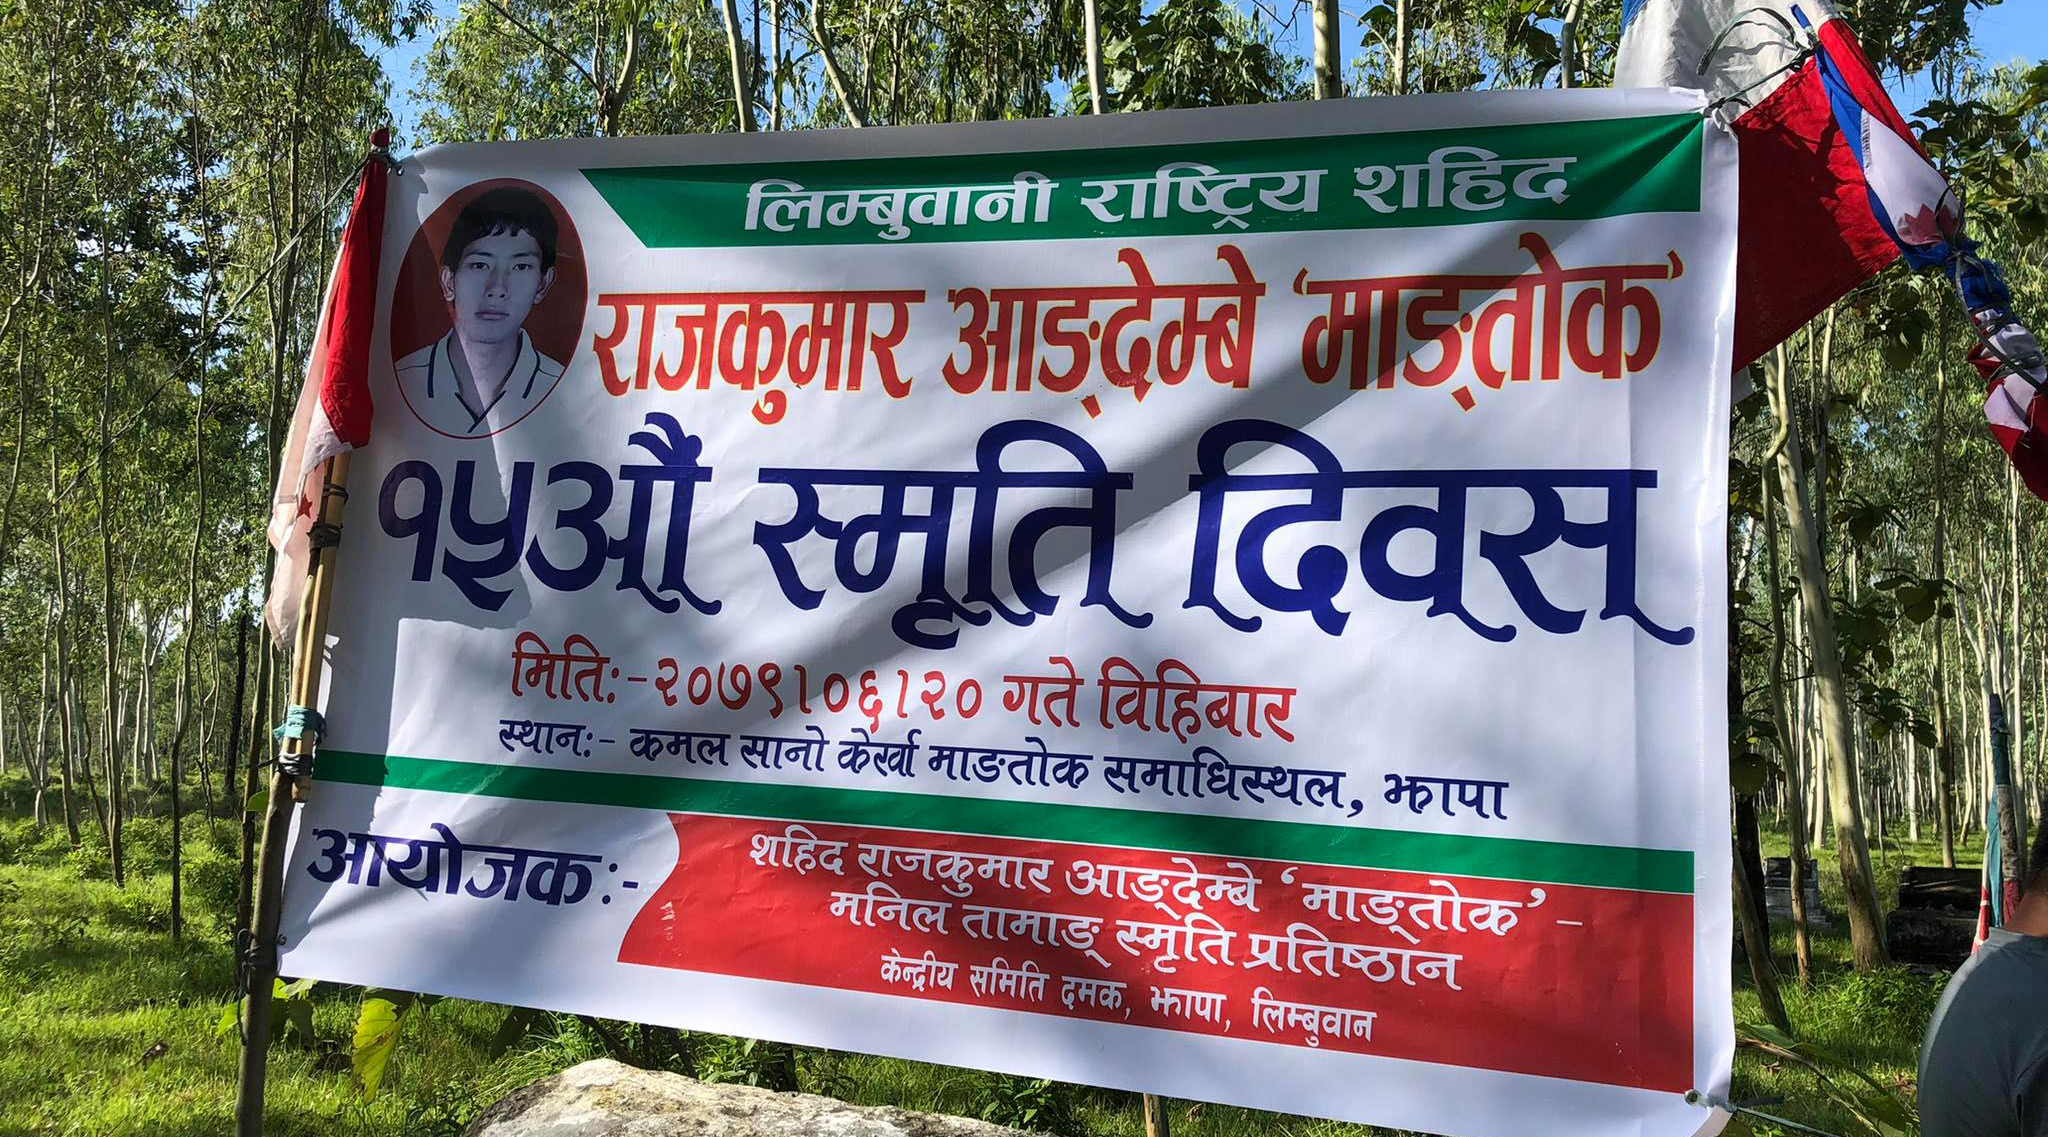 लिम्बुवानी राष्ट्रिय शहिद
राजकुमार आङ्देम्बे ‘माङ्तोक’
१५औं स्मृति दिवस
मिति:-२०७९।०६।२० गते विहिबार
स्थान:- कमल सानो केर्खा माङतोक समाधिस्थल, झापा
आयोजक:-
शहिद राजकुमार आङ्देम्बे ‘माङ्तोक’-
मनिल तामाङ् स्मृति प्रतिष्ठान
केन्द्रीय समिति दमक, झापा, लिम्बुवान